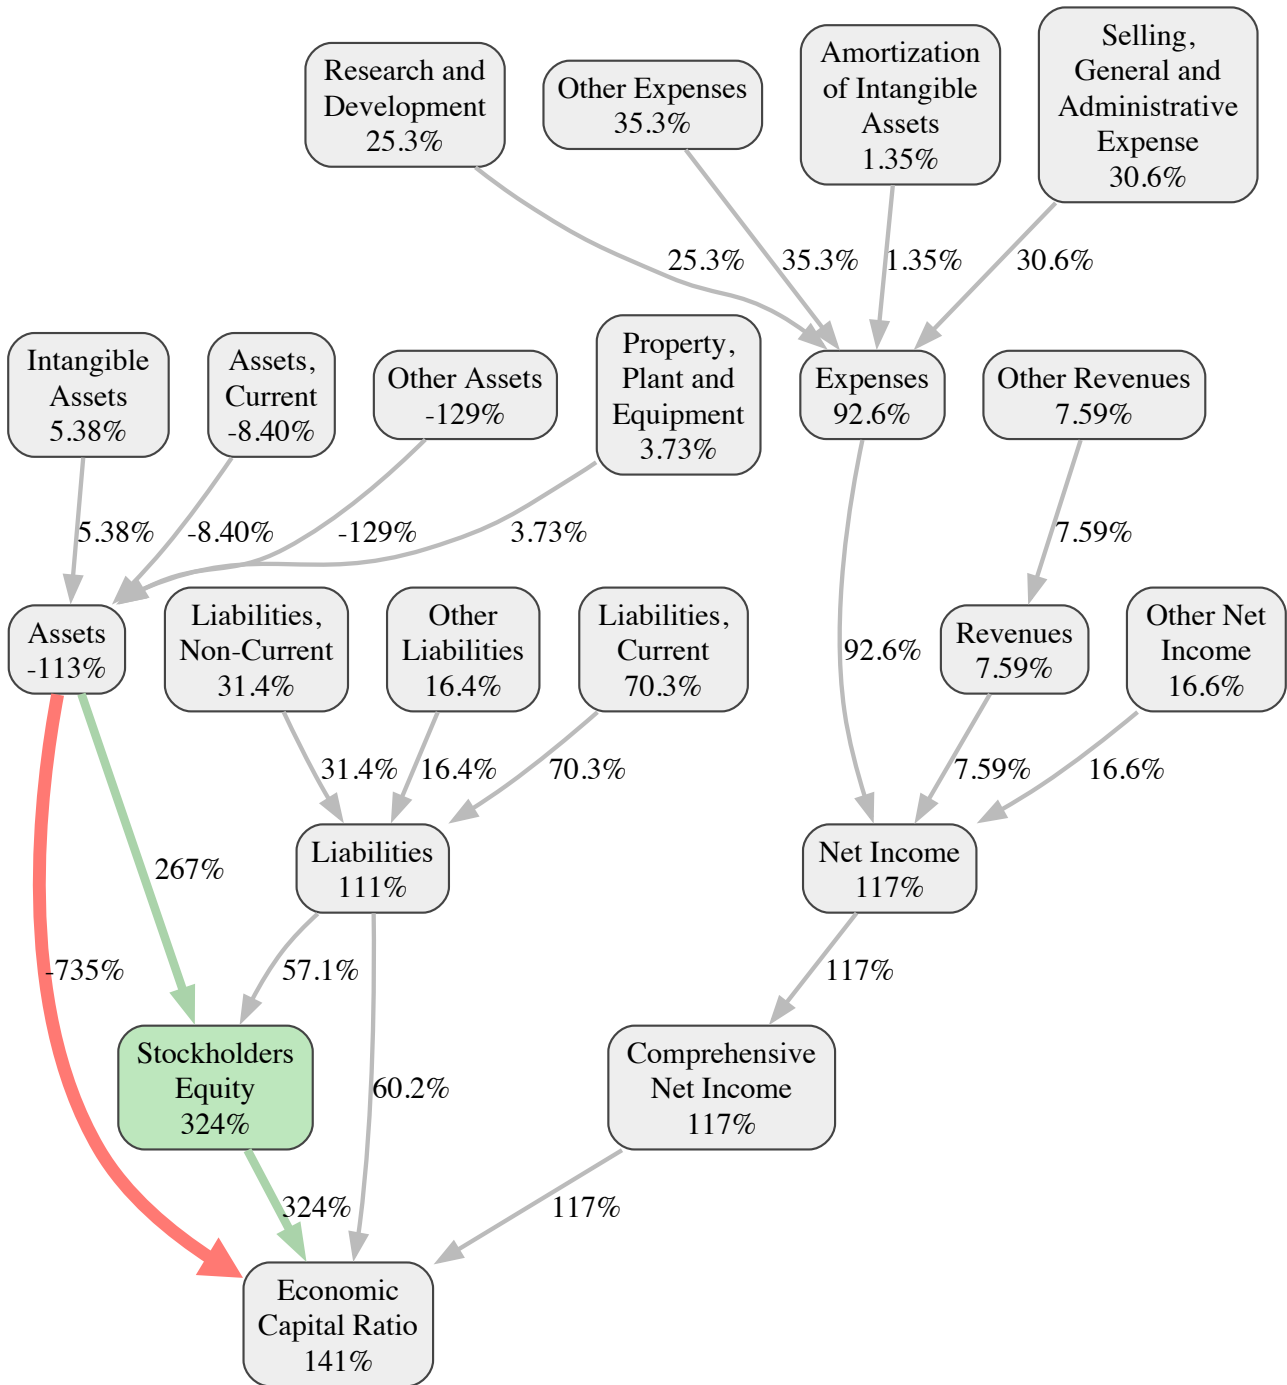 Research and
Development
25.3%
Other Expenses
35.3%
Amortization
of Intangible
Assets
1.35%
Selling,
General and
Administrative
Expense
30.6%
25.3%
35.3%
1.35%
30.6%
Intangible
Assets
5.38%
Assets,
Current
-8.40%
Other Assets
-129%
Property,
Plant and
Equipment
3.73%
Expenses
92.6%
Other Revenues
7.59%
5.38%
-8.40%
-129%
3.73%
7.59%
Assets
-113%
Liabilities,
Non-Current
31.4%
Other
Liabilities
16.4%
Liabilities,
Current
70.3%
92.6%
Revenues
7.59%
Other Net
Income
16.6%
31.4%
16.4%
70.3%
7.59%
16.6%
267%
Liabilities
111%
Net Income
117%
-735%
57.1%
117%
Stockholders
Equity
324%
60.2%
Comprehensive
Net Income
117%
324%
117%
Economic
Capital Ratio
141%